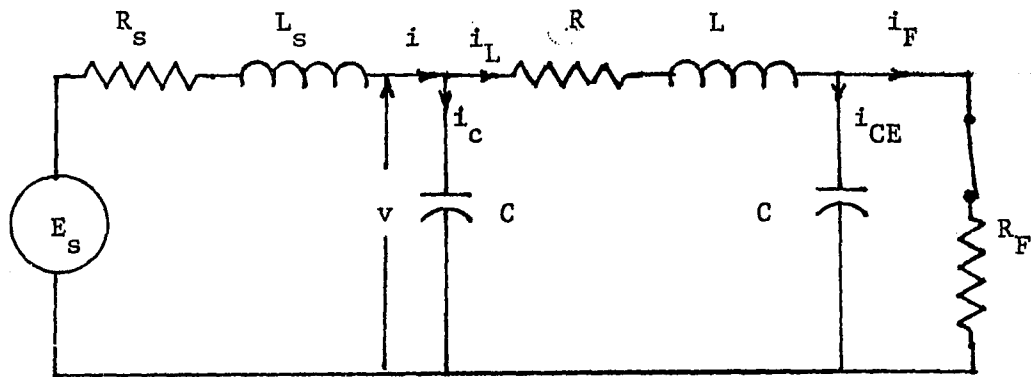 R_s
L_s
i
i_L
R
L
i_F
i_c
i_CE
E_s
v
C
C
R_F